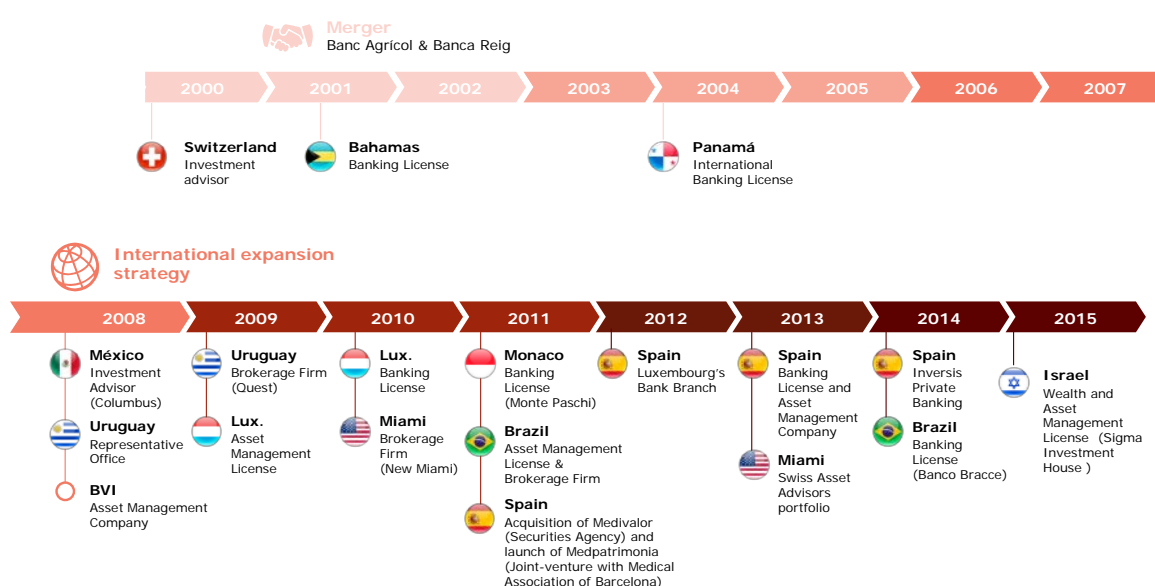 Merger
Banc Agrícol & Banca Reig
2000
2001
2002
2003
2004
2005
2006
2007
Switzerland
Investment
advisor
Bahamas
Banking License
Panamá
International
Banking License
International expansion
strategy
2008
2009
2010
2011
2012
2013
2014
2015
México
Investment
Advisor
(Columbus)
Uruguay
Representative
Office
BVI
Asset Management
Company
Uruguay
Brokerage Firm
(Quest)
Lux.
Asset
Management
License
Lux.
Banking
License
Miami
Brokerage
Firm
(New Miami)
Monaco
Banking
License
(Monte Paschi)
Brazil
Asset Management
License &
Brokerage Firm
Spain
Acquisition of Medivalor
(Securities Agency) and
launch of Medpatrimonia
(Joint-venture with Medical
Association of Barcelona)
Spain
Luxembourg's
Bank Branch
Spain
Banking
License and
Asset
Management
Company
Miami
Swiss Asset
Advisors
portfolio
Spain
Inversis
Private
Banking
Brazil
Banking
License
(Banco Bracce)
Israel
Wealth and
Asset
Management
License (Sigma
Investment
House )